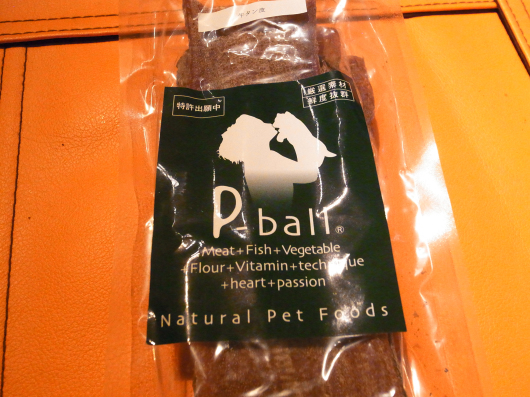 特許出願中
厳選素材
鮮度抜群
P-ball®
Meat+Fish+Vegetable
+Flour+Vitamin+technique
+heart+passion
Natural Pet Foods